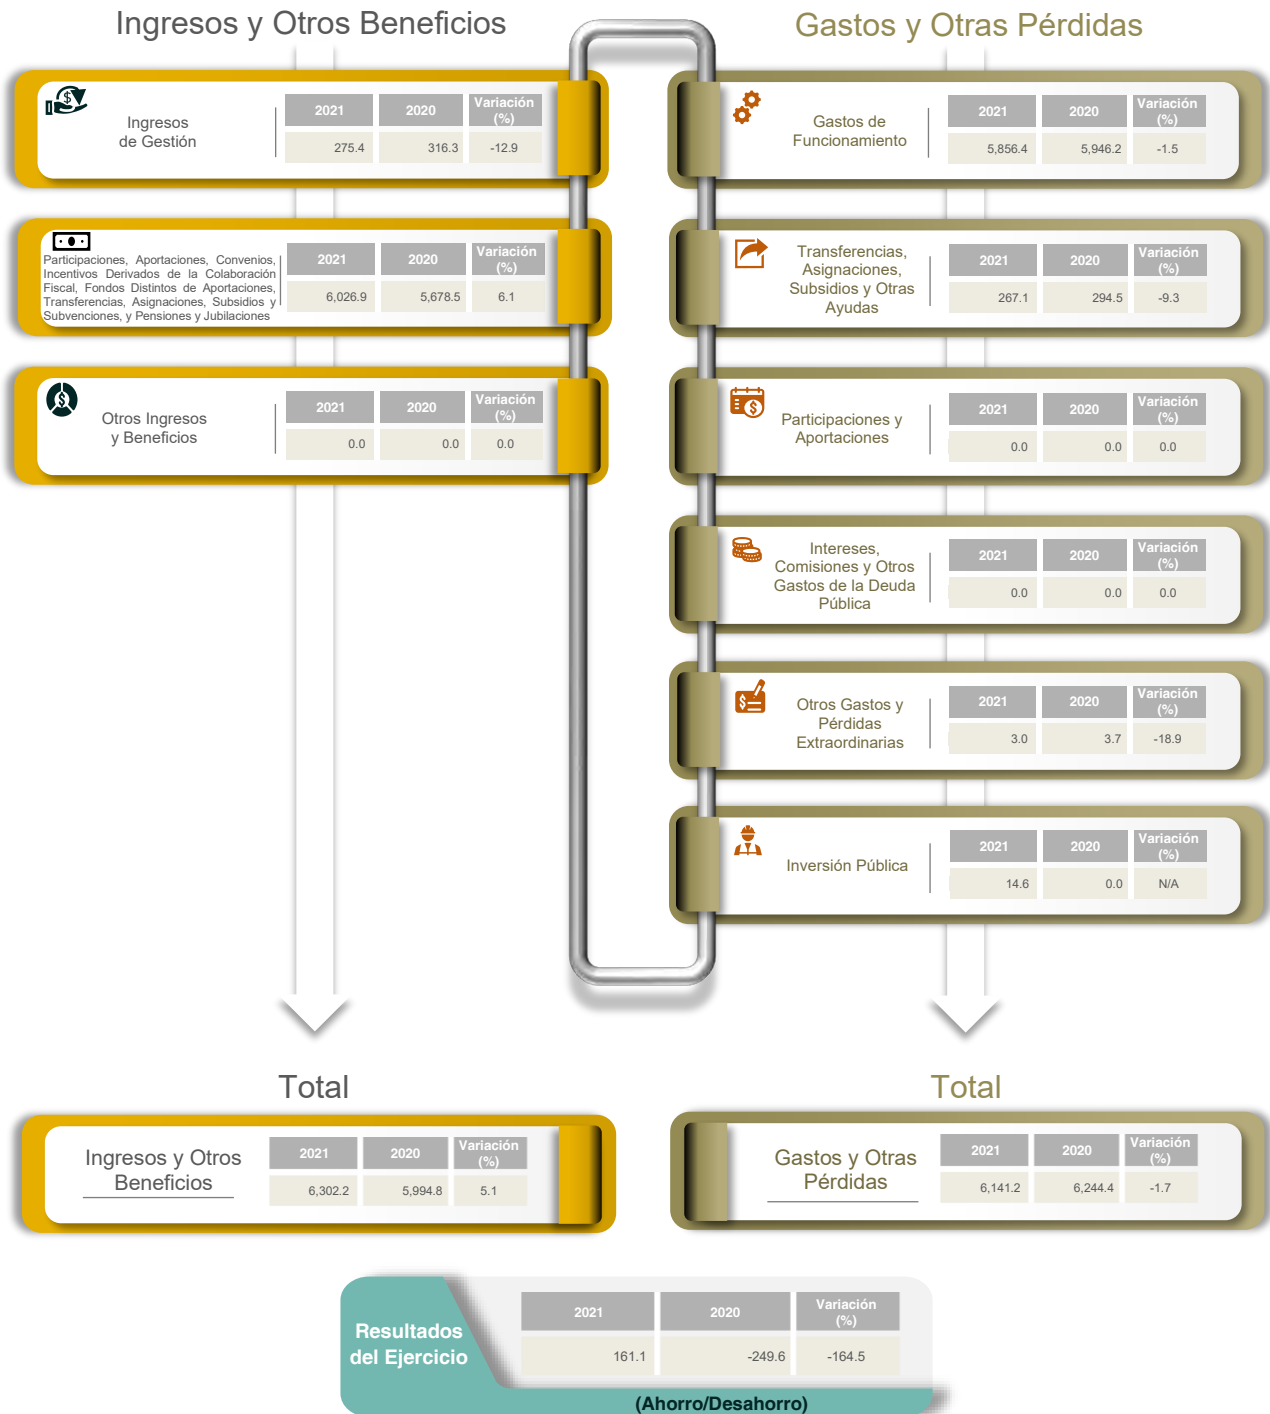 Ingresos y Otros Beneficios
Ingresos
de Gestión
2021 2020 Variación
(%)
275.4 316.3 -12.9
Participaciones, Aportaciones, Convenios,
Incentivos Derivados de la Colaboración
Fiscal, Fondos Distintos de Aportaciones,
Transferencias, Asignaciones, Subsidios y
Subvenciones, y Pensiones y Jubilaciones
2021 2020 Variación
(%)
6,026.9 5,678.5 6.1
Otros Ingresos
y Beneficios
2021 2020 Variación
(%)
0.0 0.0 0.0
Gastos y Otras Pérdidas
Gastos de
Funcionamiento
2021 2020 Variación
(%)
5,856.4 5,946.2 -1.5
Transferencias,
Asignaciones,
Subsidios y Otras
Ayudas
2021 2020 Variación
(%)
267.1 294.5 -9.3
Participaciones y
Aportaciones
2021 2020 Variación
(%)
0.0 0.0 0.0
Intereses,
Comisiones y Otros
Gastos de la Deuda
Pública
2021 2020 Variación
(%)
0.0 0.0 0.0
Otros Gastos y
Pérdidas
Extraordinarias
2021 2020 Variación
(%)
3.0 3.7 -18.9
Inversión Pública
2021 2020 Variación
(%)
14.6 0.0 N/A
Total
Ingresos y Otros
Beneficios
2021 2020 Variación
(%)
6,302.2 5,994.8 5.1
Total
Gastos y Otras
Pérdidas
2021 2020 Variación
(%)
6,141.2 6,244.4 -1.7
Resultados
del Ejercicio
2021 2020 Variación
(%)
161.1 -249.6 -164.5
(Ahorro/Desahorro)